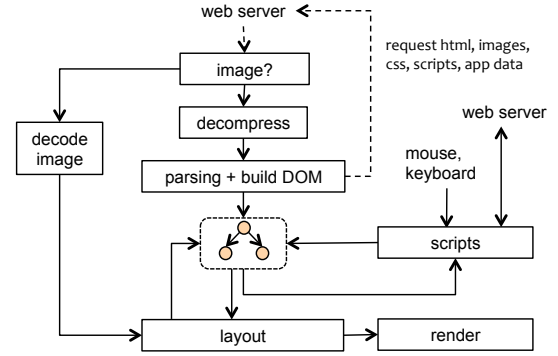 web server
request html, images,
css, scripts, app data
image?
web server
decompress
decode
image
mouse,
keyboard
parsing + build DOM
scripts
layout
render